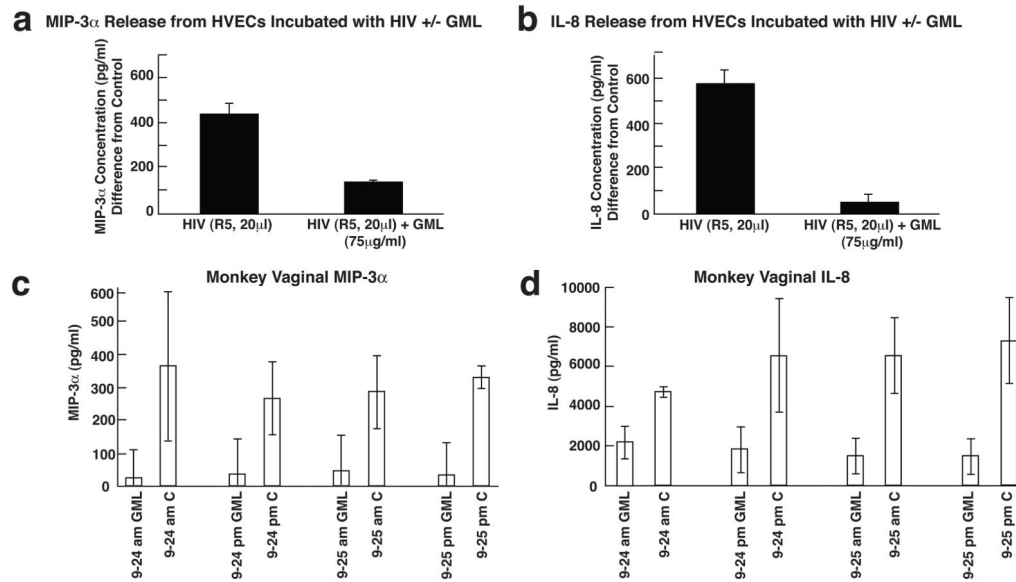 a MIP-3α Release from HVECs Incubated with HIV +/- GML
MIP-3α Concentration (pg/ml)
Difference from Control
600
400
200
0
HIV (R5, 20μl)
HIV (R5, 20μl) + GML
(75μg/ml)
b IL-8 Release from HVECs Incubated with HIV +/- GML
IL-8 Concentration (pg/ml)
Difference from Control
600
400
200
0
HIV (R5, 20μl)
HIV (R5, 20μl) + GML
(75μg/ml)
c Monkey Vaginal MIP-3α
MIP-3α (pg/ml)
600
500
400
300
200
100
0
9-24 am GML
9-24 am C
9-24 pm GML
9-24 pm C
9-25 am GML
9-25 am C
9-25 pm GML
9-25 pm C
d Monkey Vaginal IL-8
IL-8 (pg/ml)
10000
8000
6000
4000
2000
0
9-24 am GML
9-24 am C
9-24 pm GML
9-24 pm C
9-25 am GML
9-25 am C
9-25 pm GML
9-25 pm C